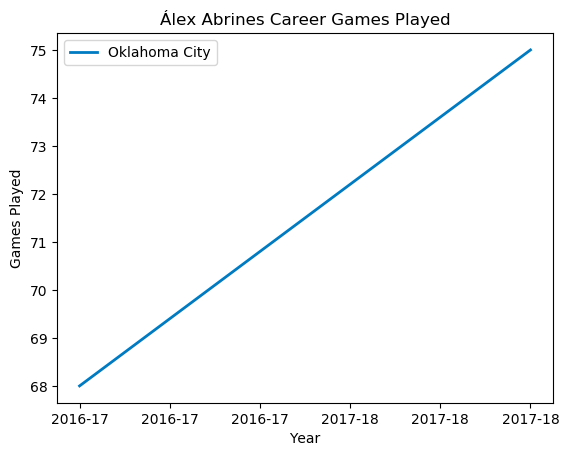 Álex Abrines Career Games Played
Oklahoma City
75
74
73
72
71
70
69
68
Games Played
2016-17 2016-17 2016-17 2017-18 2017-18 2017-18
Year